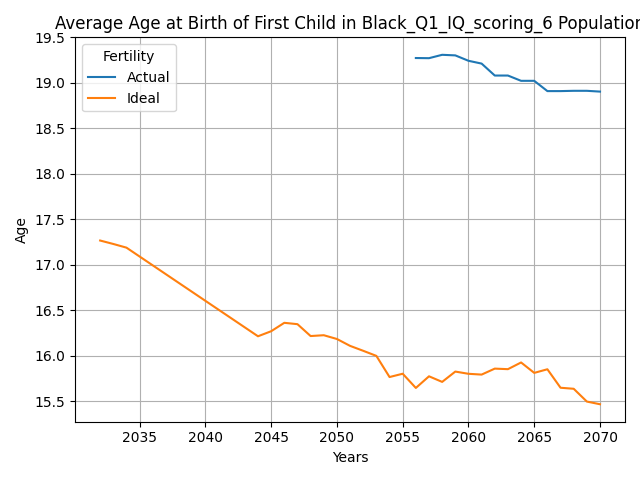 Average Age at Birth of First Child in Black_Q1_IQ_scoring_6 Population
Fertility
Actual
Ideal
19.5
19.0
18.5
18.0
17.5
17.0
16.5
16.0
15.5
Age
2035 2040 2045 2050 2055 2060 2065 2070
Years